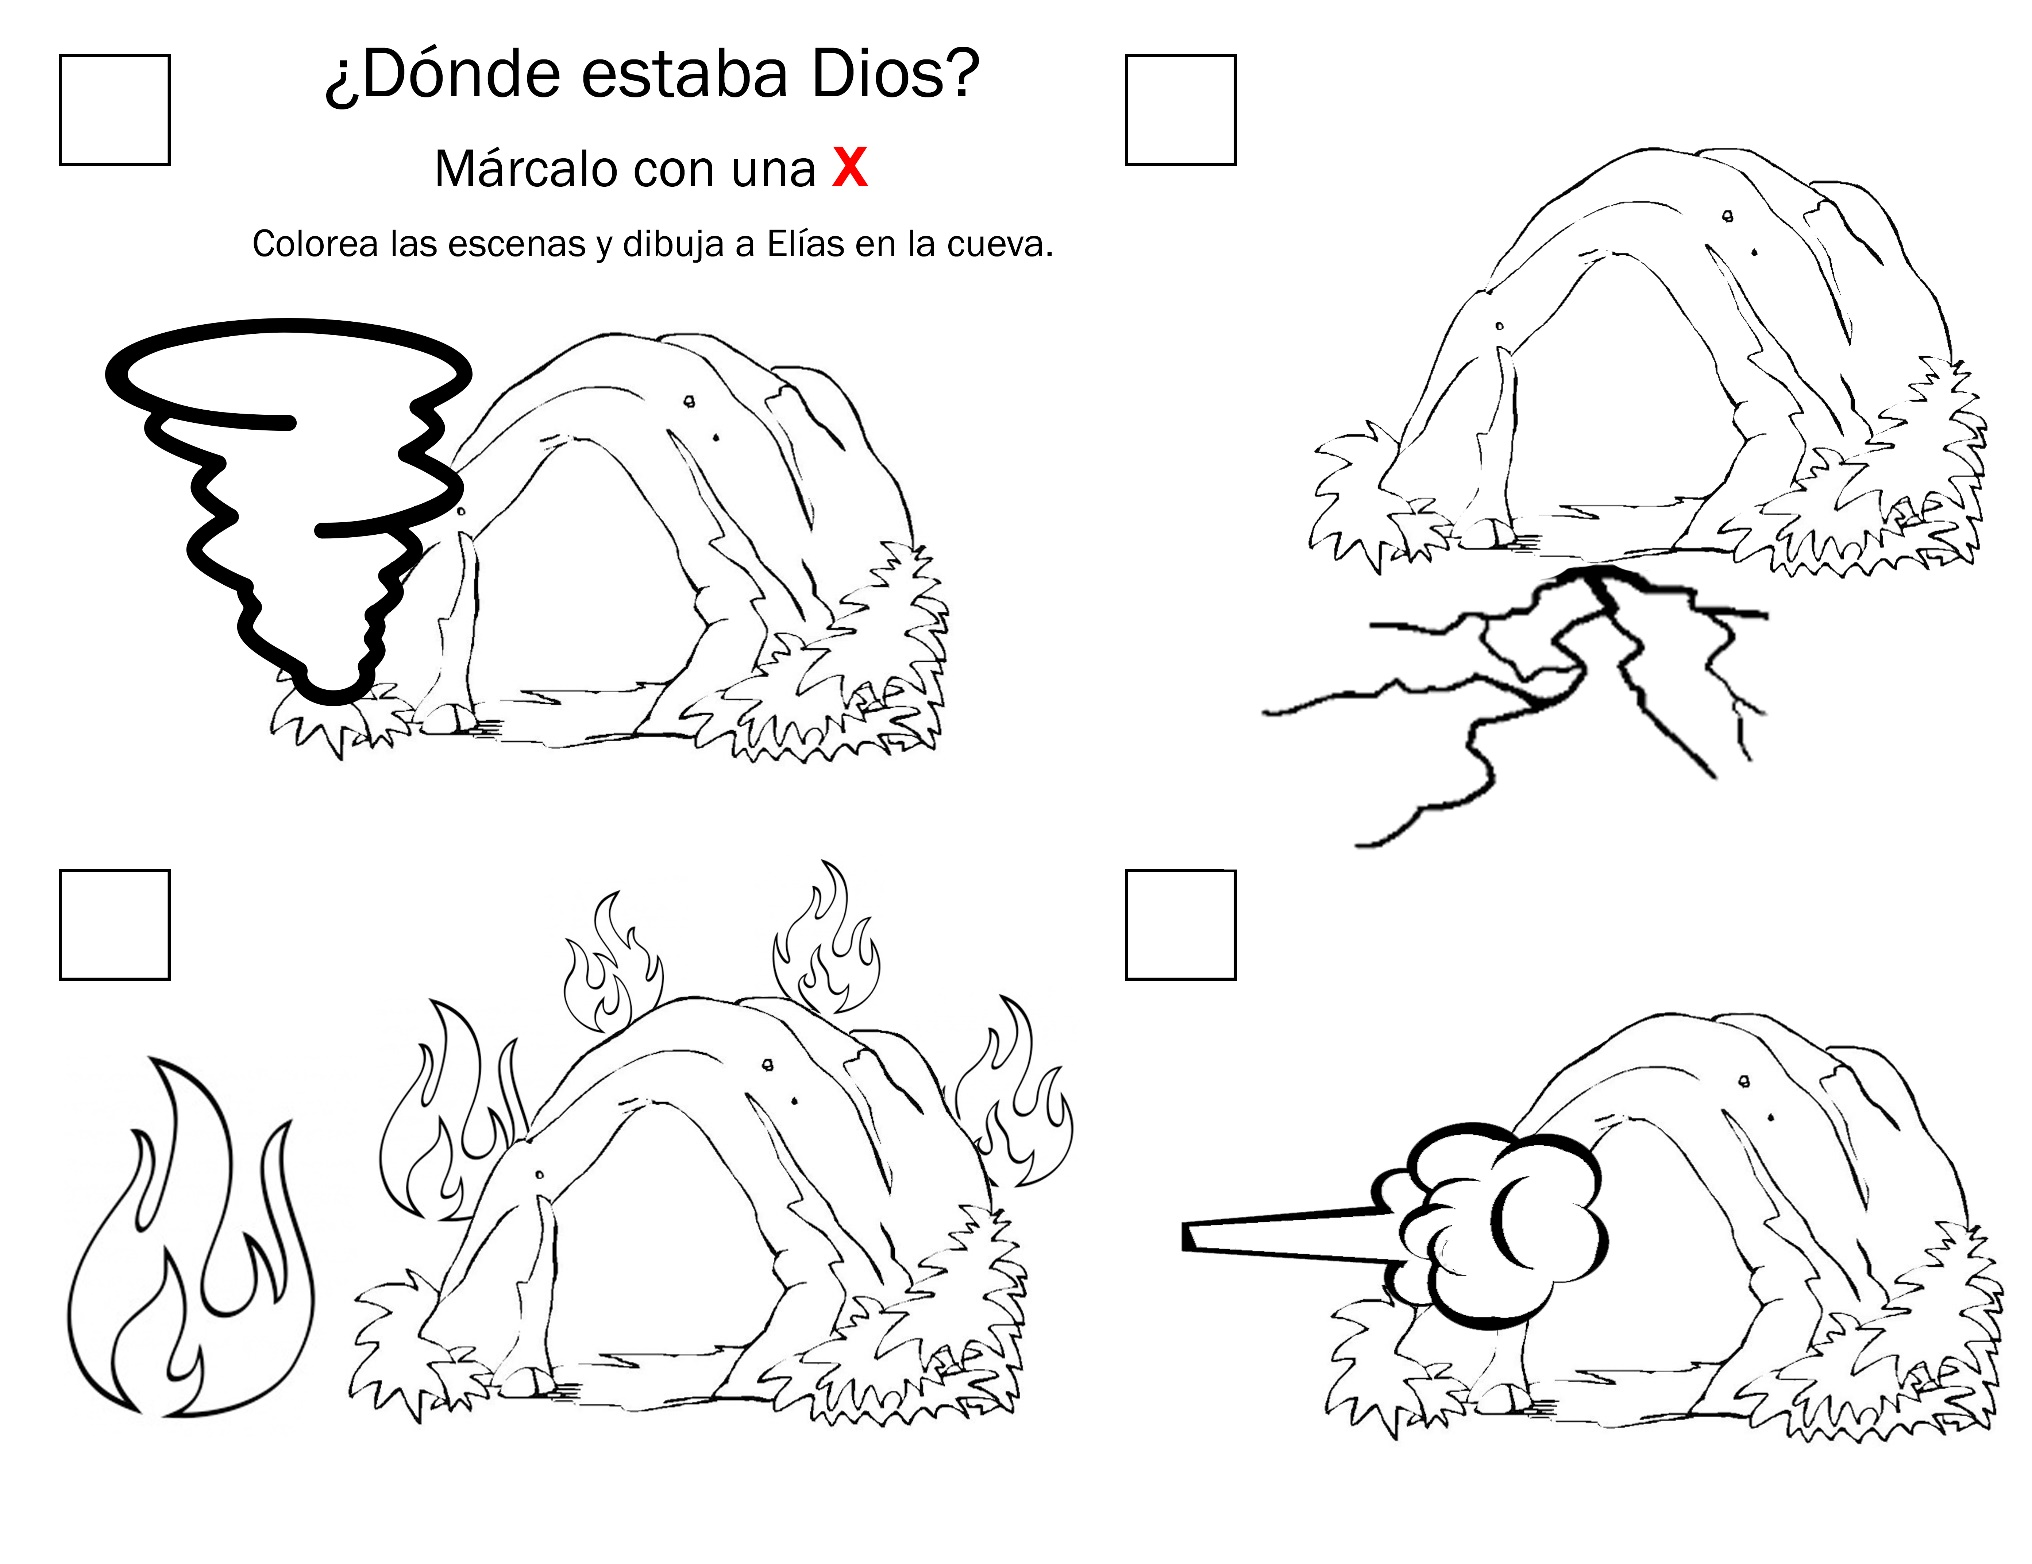 ¿Dónde estaba Dios?
Márcalo con una X
Colorea las escenas y dibuja a Elías en la cueva.